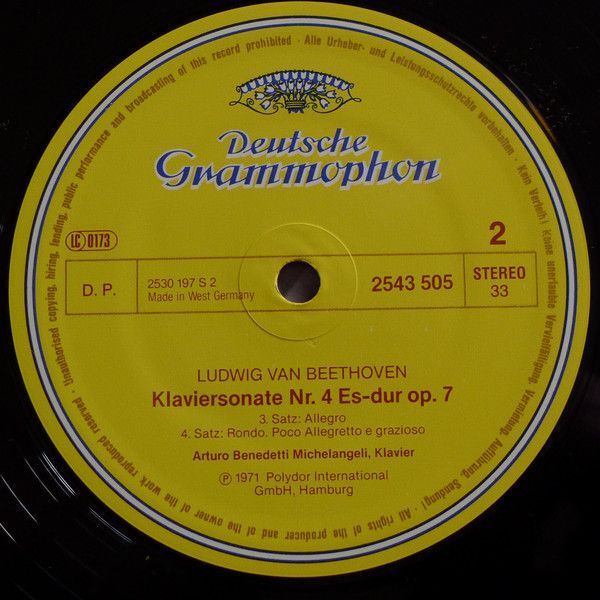 Alle Urheber- und Leistungsschutzrechte vorbehalten · Kein Verleih! Keine unerlaubte Vervielfältigung, Vermietung, Aufführung, Sendung! · All rights of the producer and of the owner of the work reproduced reserved · Unauthorised copying, hiring, lending, public performance and broadcasting of this record prohibited ·
Deutsche
Grammophon
LC 0173
2
D. P.
2530 197 S 2
Made in West Germany
2543 505
STEREO
33
LUDWIG VAN BEETHOVEN
Klaviersonate Nr. 4 Es-dur op. 7
3. Satz: Allegro
4. Satz: Rondo. Poco Allegretto e grazioso
Arturo Benedetti Michelangeli, Klavier
℗ 1971 Polydor International
GmbH, Hamburg